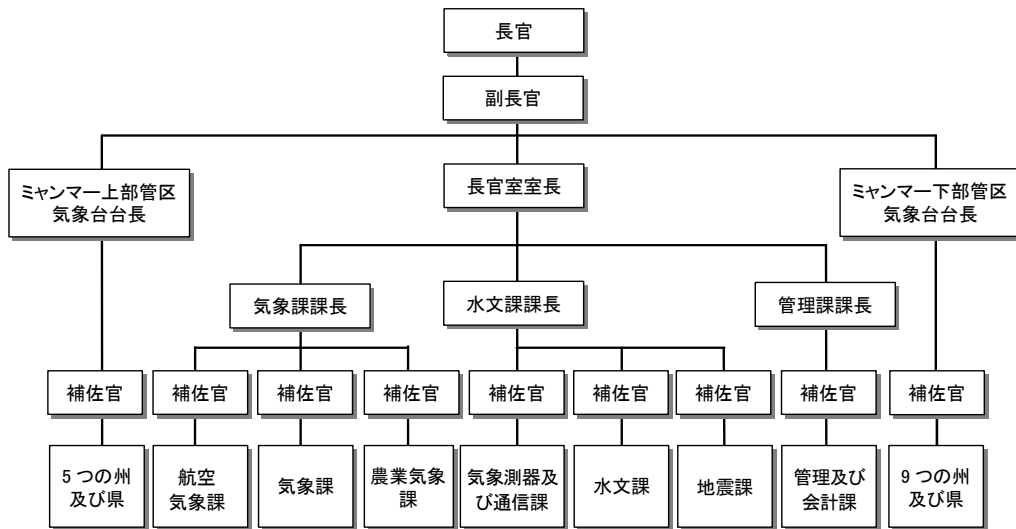 長官
副長官
ミャンマー上部管区
気象台台長
長官室室長
ミャンマー下部管区
気象台台長
気象課課長
水文課課長
管理課課長
補佐官
補佐官
補佐官
補佐官
補佐官
補佐官
補佐官
補佐官
補佐官
5つの州
及び県
航空
気象課
気象課
農業気象
課
気象測器及
び通信課
水文課
地震課
管理及び
会計課
9つの州
及び県